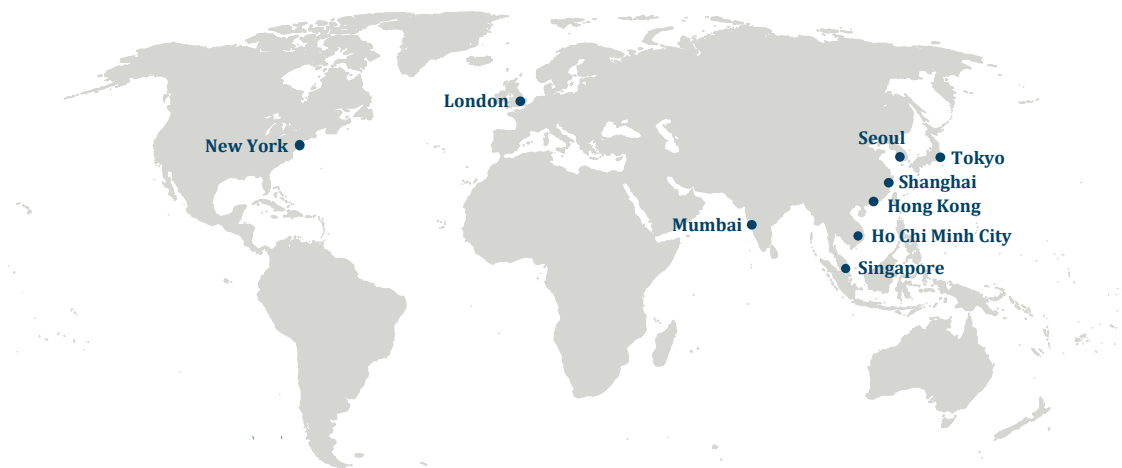 London
New York
Seoul
Tokyo
Shanghai
Hong Kong
Mumbai
Ho Chi Minh City
Singapore